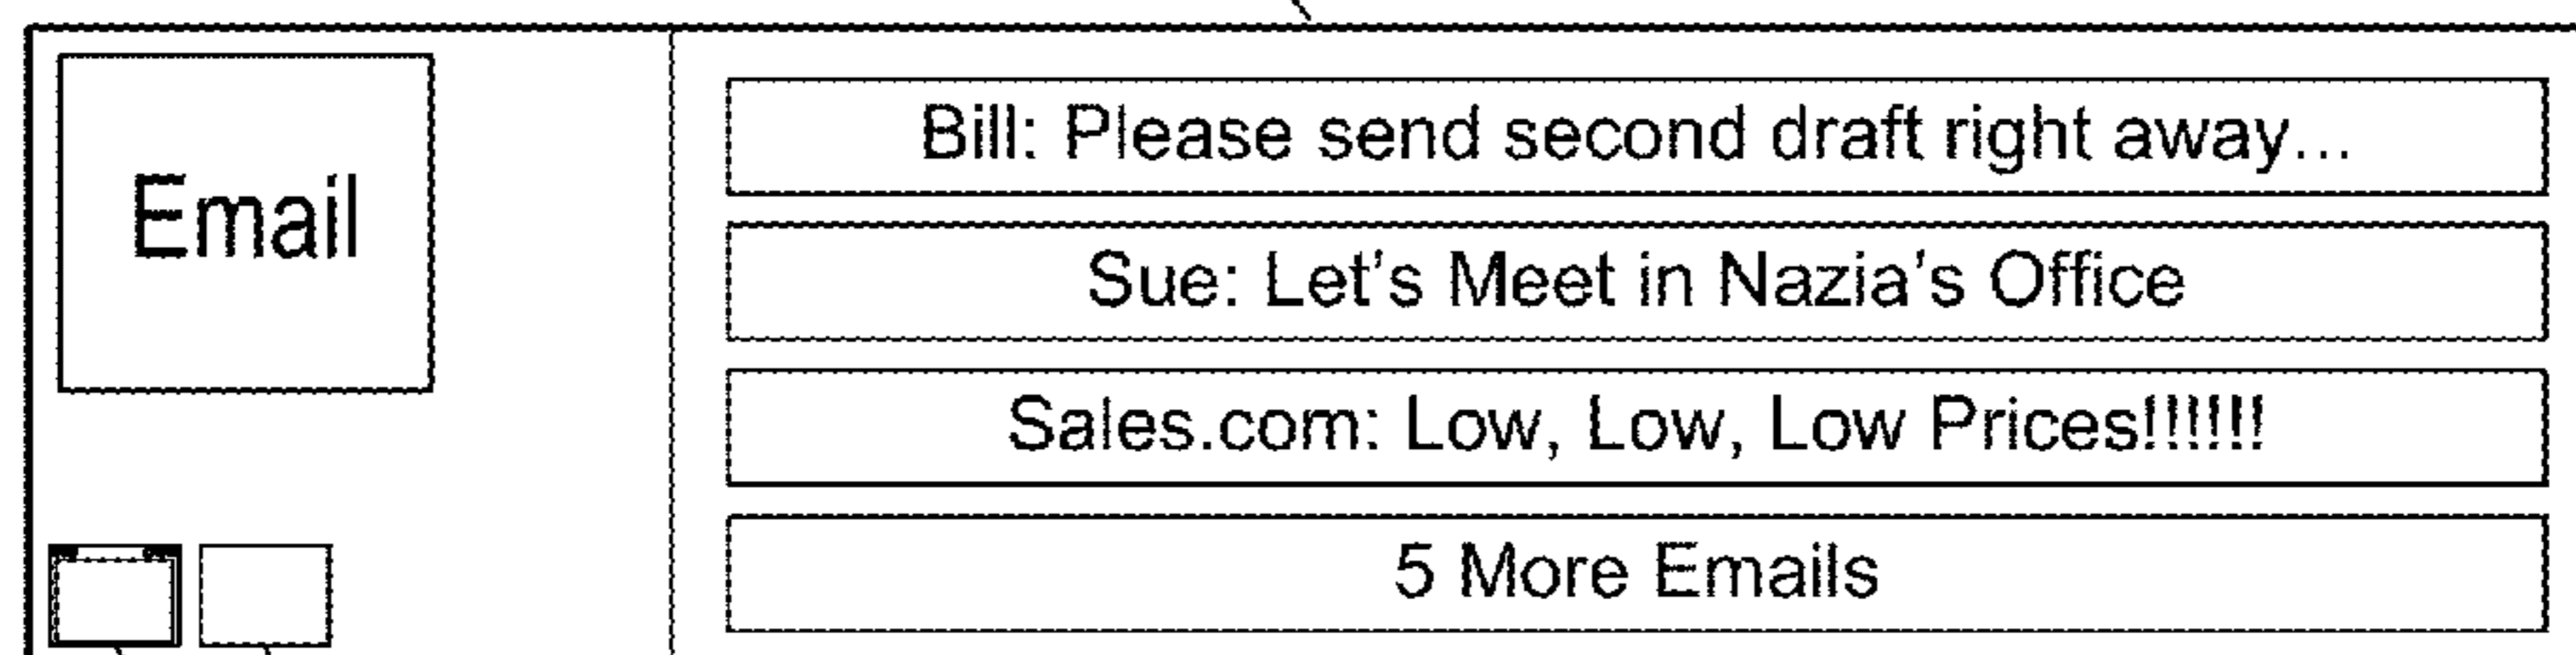 Email
Bill: Please send second draft right away...
Sue: Let's Meet in Nazia's Office
Sales.com: Low, Low, Low Prices!!!!!!
5 More Emails